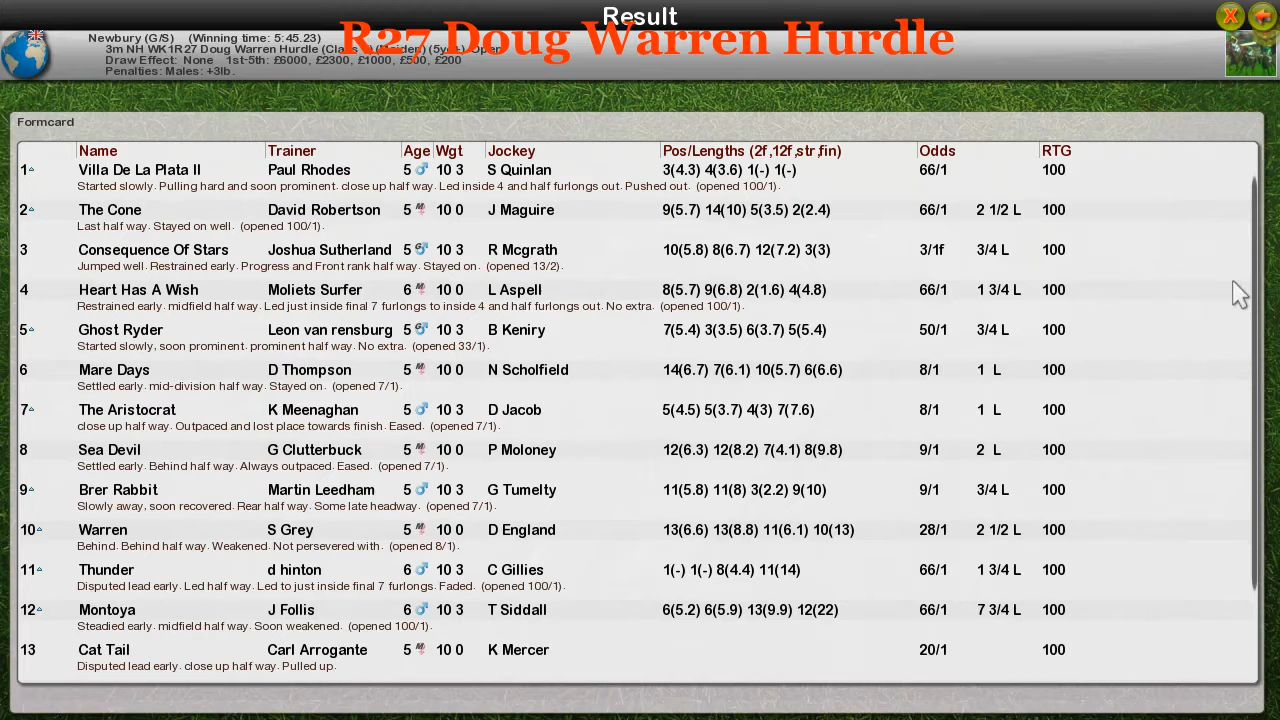 Result
R27 Doug Warren Hurdle
Newbury (G/S) (Winning time: 5:45.23)
3m NH WK1R27 Doug Warren Hurdle (Class) (Maiden) (5yo+) Open
Draw Effect: None 1st-5th: £6000, £2300, £1000, £500, £200
Penalties: Males: +3lb.
Formcard
Name Trainer Age Wgt Jockey Pos/Lengths (2f,12f,str,fin) Odds RTG
1 Villa De La Plata II Paul Rhodes 5 10 3 S Quinlan 3(4.3) 4(3.6) 1(-) 1(-) 66/1 100
Started slowly. Pulling hard and soon prominent. close up half way. Led inside 4 and half furlongs out. Pushed out. (opened 100/1).
2 The Cone David Robertson 5 10 0 J Maguire 9(5.7) 14(10) 5(3.5) 2(2.4) 66/1 2 1/2 L 100
Last half way. Stayed on well. (opened 100/1).
3 Consequence Of Stars Joshua Sutherland 5 10 3 R Mcgrath 10(5.8) 8(6.7) 12(7.2) 3(3) 3/1f 3/4 L 100
Jumped well. Restrained early. Progress and Front rank half way. Stayed on. (opened 13/2).
4 Heart Has A Wish Moliets Surfer 6 10 0 L Aspell 8(5.7) 9(6.8) 2(1.6) 4(4.8) 66/1 1 3/4 L 100
Restrained early. midfield half way. Led just inside final 7 furlongs to inside 4 and half furlongs out. No extra. (opened 100/1).
5 Ghost Ryder Leon van rensburg 5 10 3 B Keniry 7(5.4) 3(3.5) 6(3.7) 5(5.4) 50/1 3/4 L 100
Started slowly, soon prominent. prominent half way. No extra. (opened 33/1).
6 Mare Days D Thompson 5 10 0 N Scholfield 14(6.7) 7(6.1) 10(5.7) 6(6.6) 8/1 1 L 100
Settled early. mid-division half way. Stayed on. (opened 7/1).
7 The Aristocrat K Meenaghan 5 10 3 D Jacob 5(4.5) 5(3.7) 4(3) 7(7.6) 8/1 1 L 100
close up half way. Outpaced and lost place towards finish. Eased. (opened 7/1).
8 Sea Devil G Clutterbuck 5 10 0 P Moloney 12(6.3) 12(8.2) 7(4.1) 8(9.8) 9/1 2 L 100
Settled early. Behind half way. Always outpaced. Eased. (opened 7/1).
9 Brer Rabbit Martin Leedham 5 10 3 G Tumelty 11(5.8) 11(8) 3(2.2) 9(10) 9/1 3/4 L 100
Slowly away, soon recovered. Rear half way. Some late headway. (opened 7/1).
10 Warren S Grey 5 10 0 D England 13(6.6) 13(8.8) 11(6.1) 10(13) 28/1 2 1/2 L 100
Behind. Behind half way. Weakened. Not persevered with. (opened 8/1).
11 Thunder d hinton 6 10 3 C Gillies 1(-) 1(-) 8(4.4) 11(14) 66/1 1 3/4 L 100
Disputed lead early. Led half way. Led to just inside final 7 furlongs. Faded. (opened 100/1).
12 Montoya J Follis 6 10 3 T Siddall 6(5.2) 6(5.9) 13(9.9) 12(22) 66/1 7 3/4 L 100
Steadied early. midfield half way. Soon weakened. (opened 100/1).
13 Cat Tail Carl Arrogante 5 10 0 K Mercer 20/1 100
Disputed lead early. close up half way. Pulled up.